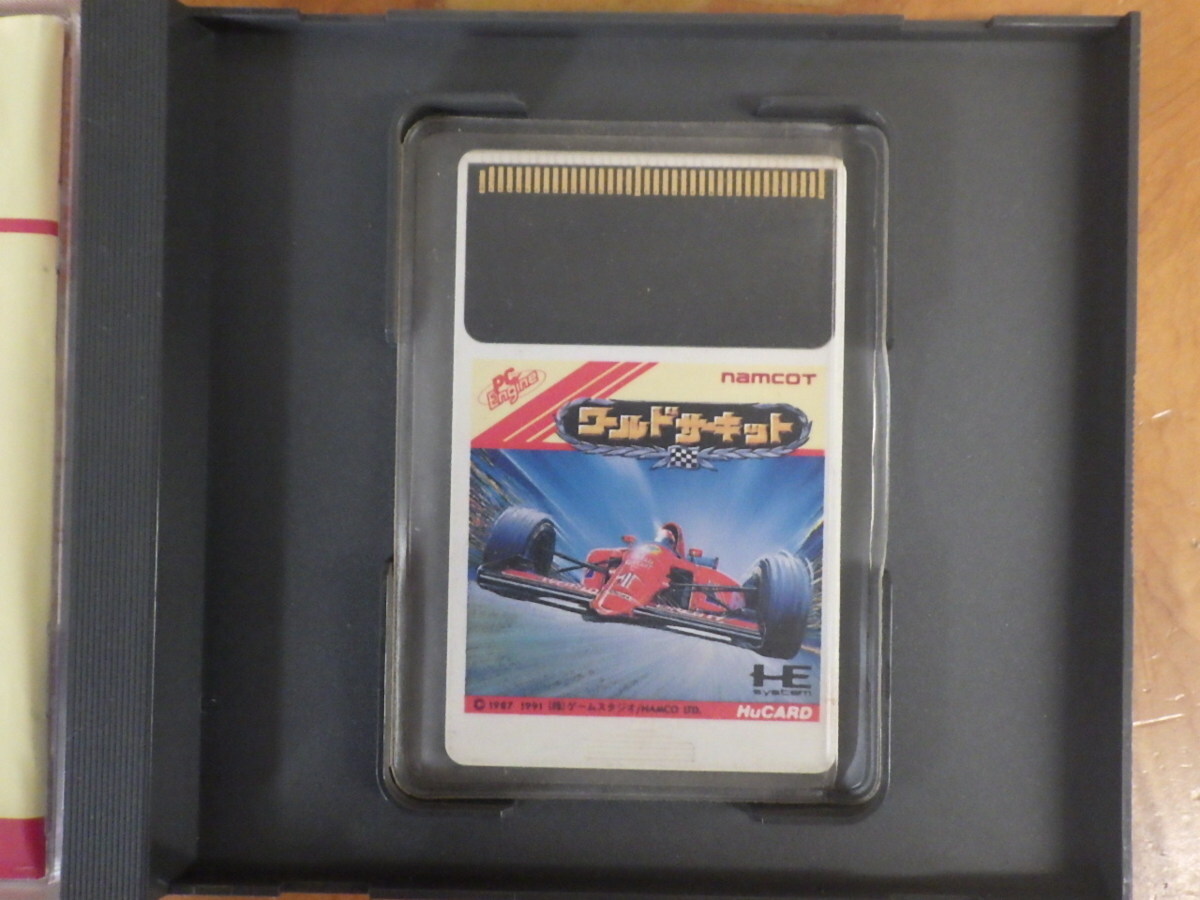 PC Engine
namcoT
ワールドサーキット
HE
system
© 1987 1991 (株)ゲームスタジオ/NAMCO LTD.
HuCARD